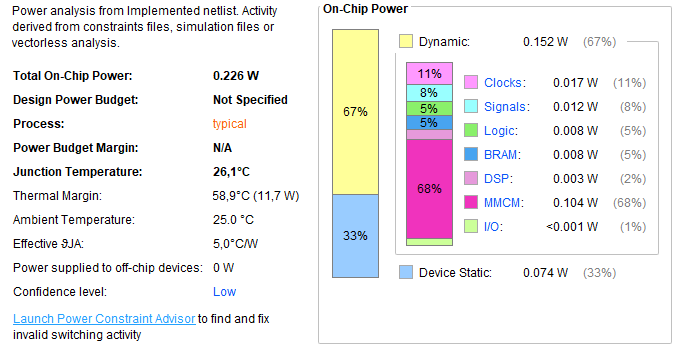 Power analysis from Implemented netlist. Activity
derived from constraints files, simulation files or
vectorless analysis.
Total On-Chip Power: 0.226 W
Design Power Budget: Not Specified
Process: typical
Power Budget Margin: N/A
Junction Temperature: 26,1°C
Thermal Margin: 58,9°C (11,7 W)
Ambient Temperature: 25.0 °C
Effective ϑJA: 5,0°C/W
Power supplied to off-chip devices: 0 W
Confidence level: Low
Launch Power Constraint Advisor to find and fix
invalid switching activity
On-Chip Power
67%
33%
Dynamic: 0.152 W (67%)
11%
8%
5%
5%
68%
Clocks: 0.017 W (11%)
Signals: 0.012 W (8%)
Logic: 0.008 W (5%)
BRAM: 0.008 W (5%)
DSP: 0.003 W (2%)
MMCM: 0.104 W (68%)
I/O: <0.001 W (1%)
Device Static: 0.074 W (33%)